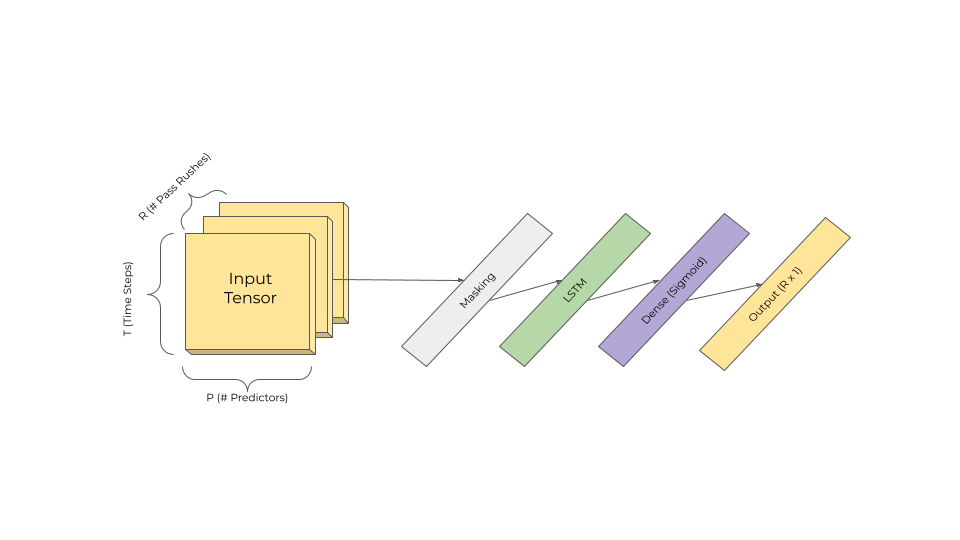 R (# Pass Rushes)
T (Time Steps)
Input
Tensor
P (# Predictors)
Masking
LSTM
Dense (Sigmoid)
Output (R x 1)